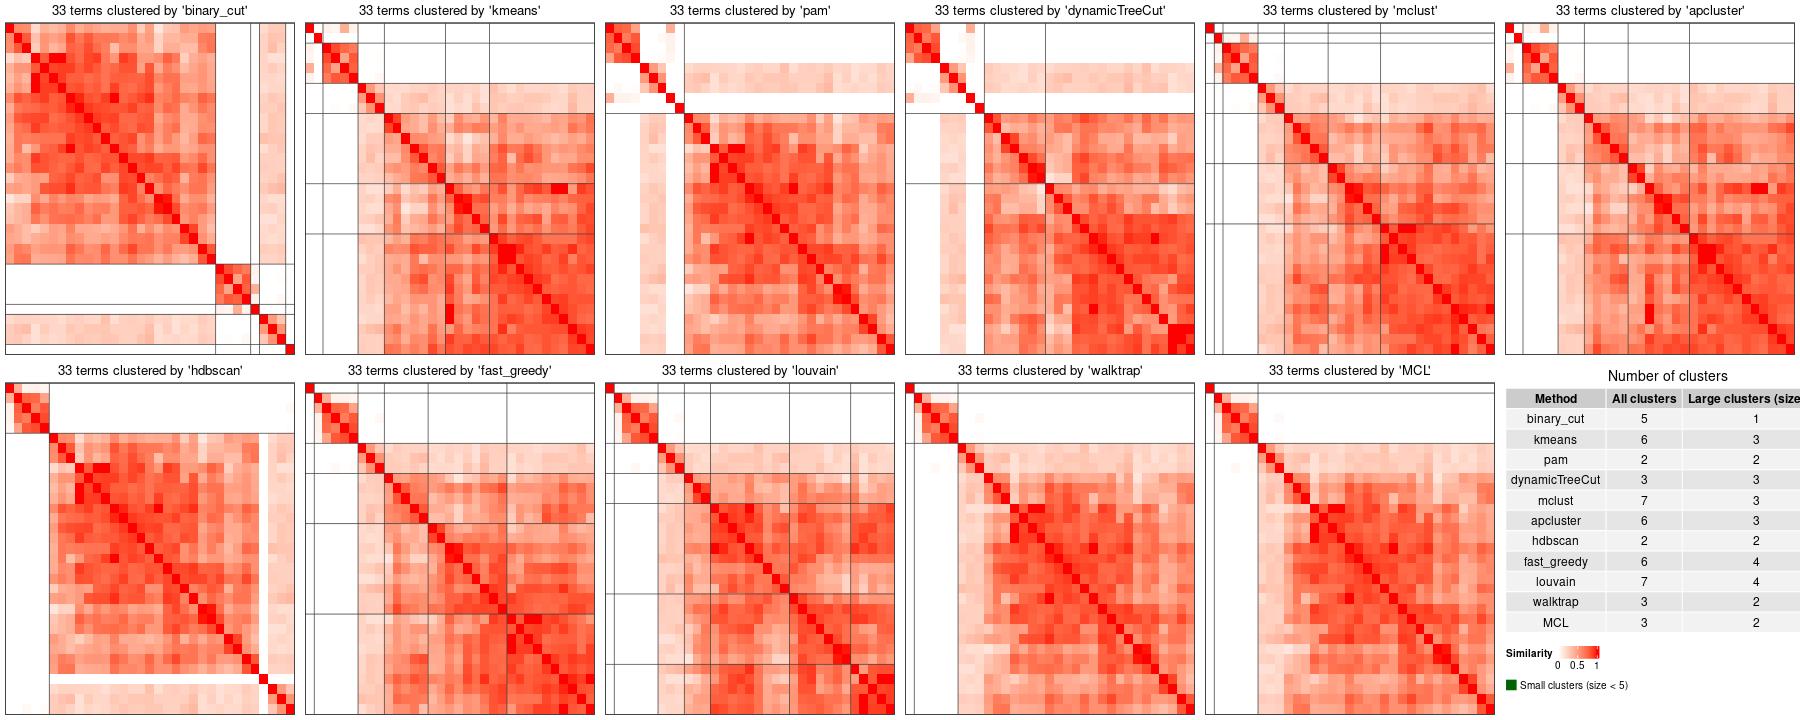 33 terms clustered by 'binary_cut'
33 terms clustered by 'kmeans'
33 terms clustered by 'pam'
33 terms clustered by 'dynamicTreeCut'
33 terms clustered by 'mclust'
33 terms clustered by 'apcluster'
33 terms clustered by 'hdbscan'
33 terms clustered by 'fast_greedy'
33 terms clustered by 'louvain'
33 terms clustered by 'walktrap'
33 terms clustered by 'MCL'
Number of clusters
Method All clusters Large clusters (size
binary_cut 5 1
kmeans 6 3
pam 2 2
dynamicTreeCut 3 3
mclust 7 3
apcluster 6 3
hdbscan 2 2
fast_greedy 6 4
louvain 7 4
walktrap 3 2
MCL 3 2
Similarity
0 0.5 1
Small clusters (size < 5)